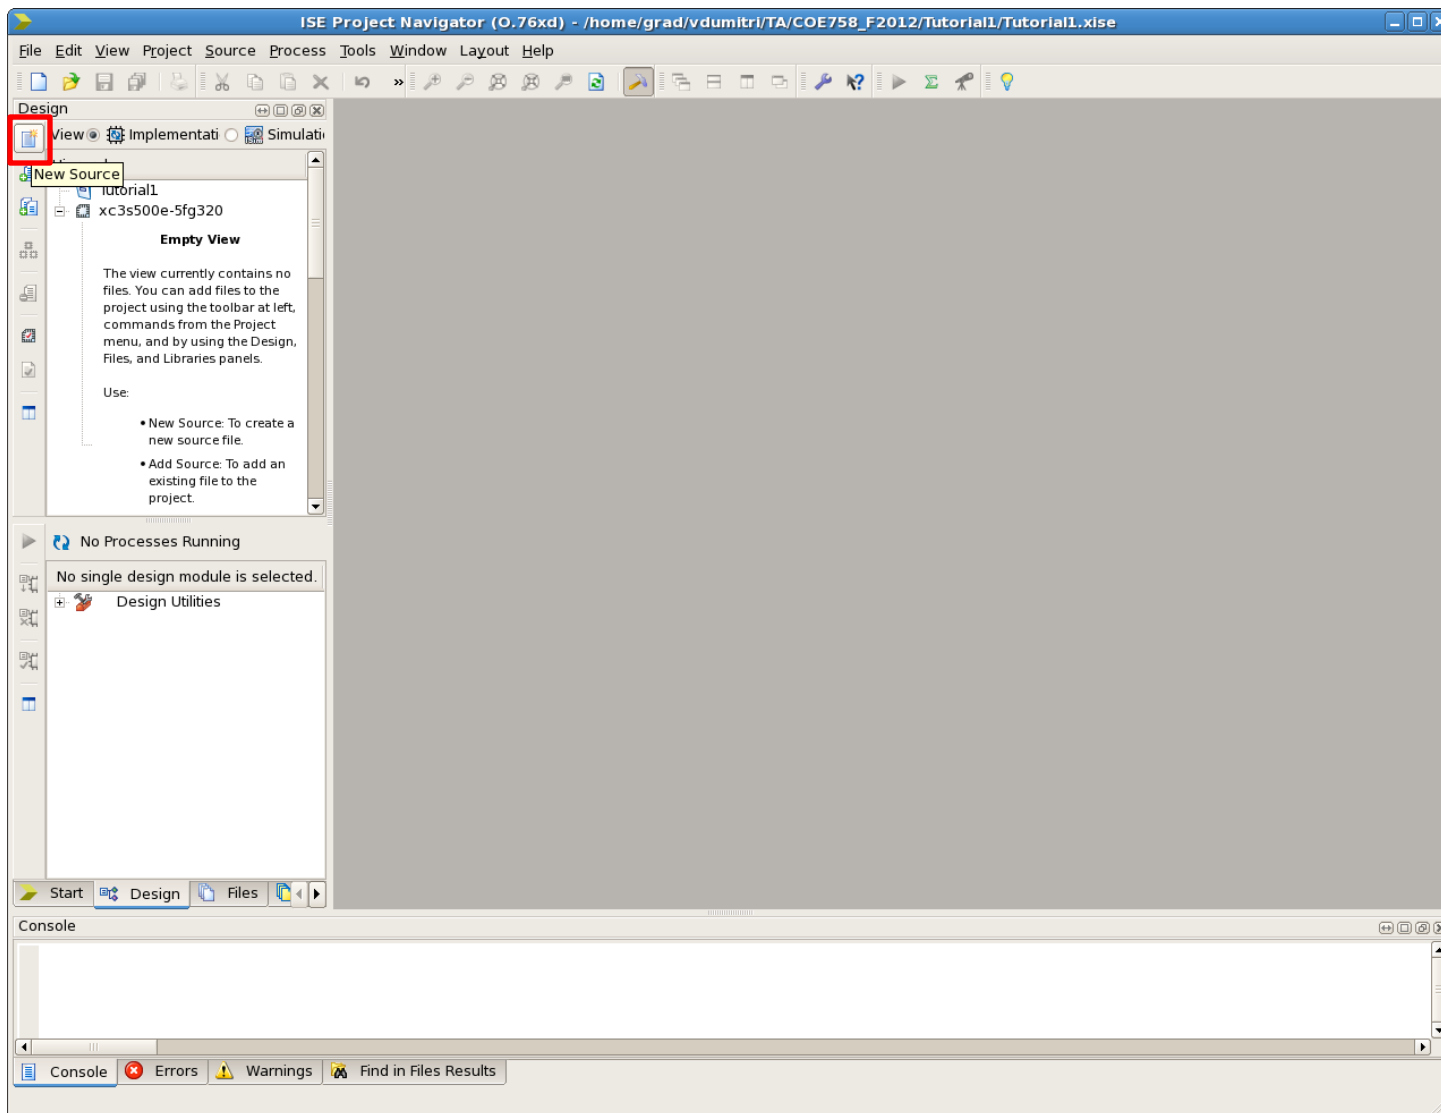 ISE Project Navigator (O.76xd) - /home/grad/vdumitri/TA/COE758_F2012/Tutorial1/Tutorial1.xise
File Edit View Project Source Process Tools Window Layout Help
»
Design
View Implementati Simulati
New Source
Tutorial1
xc3s500e-5fg320
Empty View
The view currently contains no
files. You can add files to the
project using the toolbar at left,
commands from the Project
menu, and by using the Design,
Files, and Libraries panels.
Use:
• New Source: To create a
new source file.
• Add Source: To add an
existing file to the
project.
No Processes Running
No single design module is selected.
Design Utilities
Start Design Files
Console
Console Errors Warnings Find in Files Results